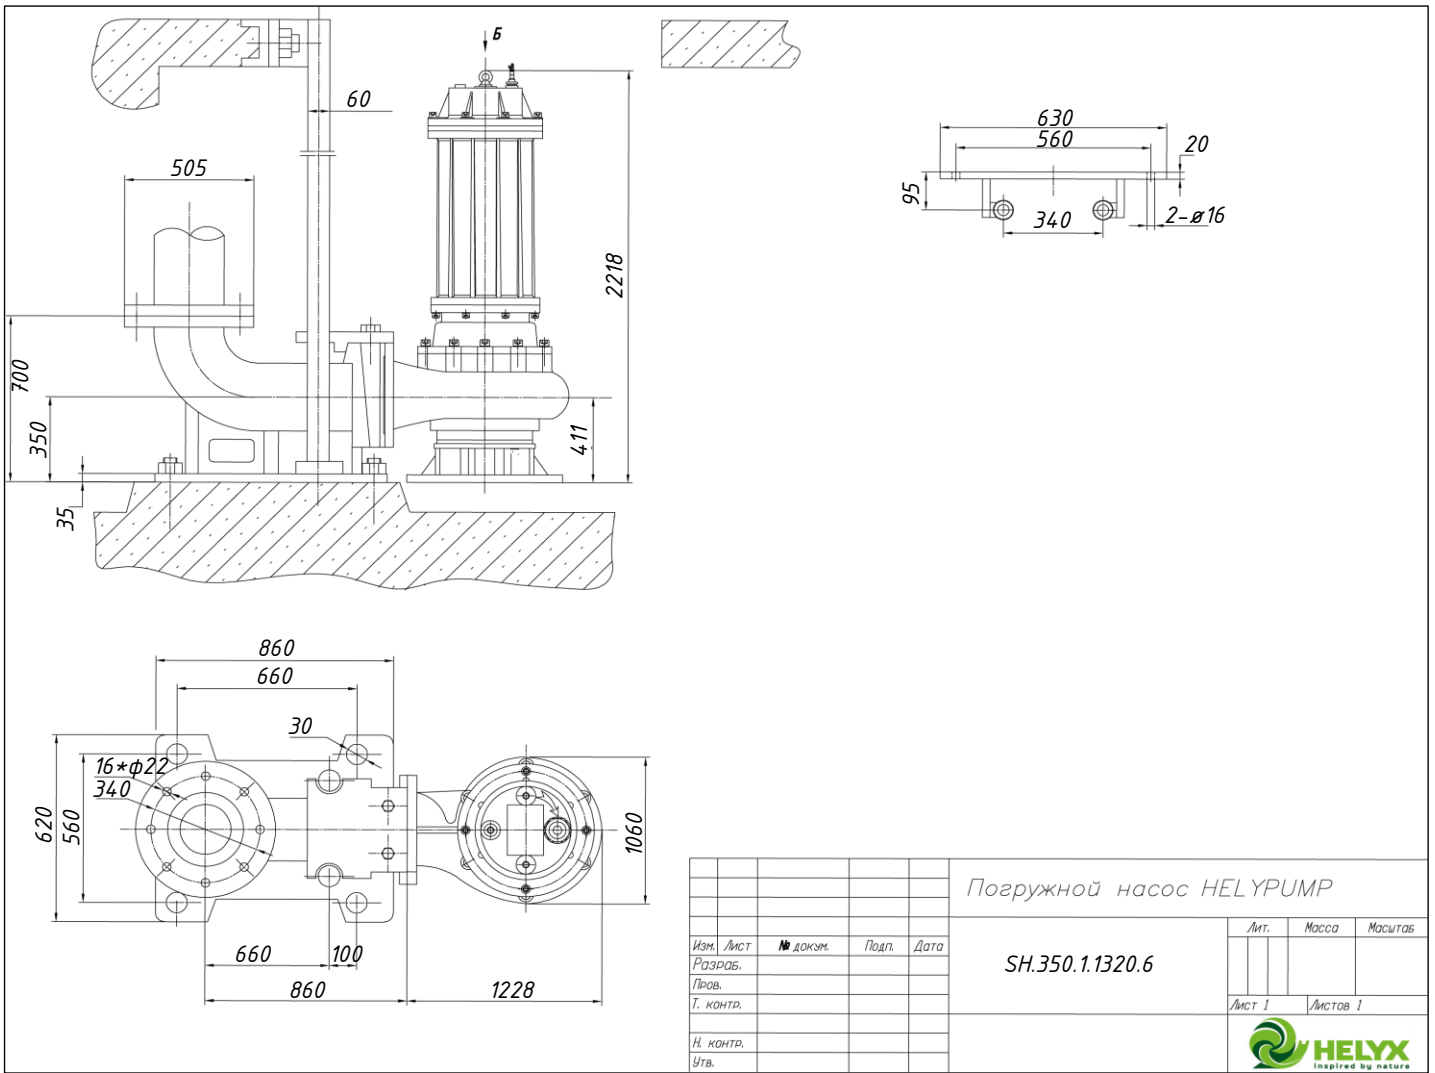 Б
60
505
2218
700
350
35
411
630
560
20
95
340
2-ø16
860
660
30
16*ф22
340
620
560
1060
660
100
860
1228
Погружной насос HELYPUMP
SH.350.1.1320.6
Лит. Масса Масштаб
Изм. Лист № докум. Подп. Дата
Разраб.
Пров.
Т. контр.
Лист 1 Листов 1
Н. контр.
Утв.
HELYX
Inspired by nature